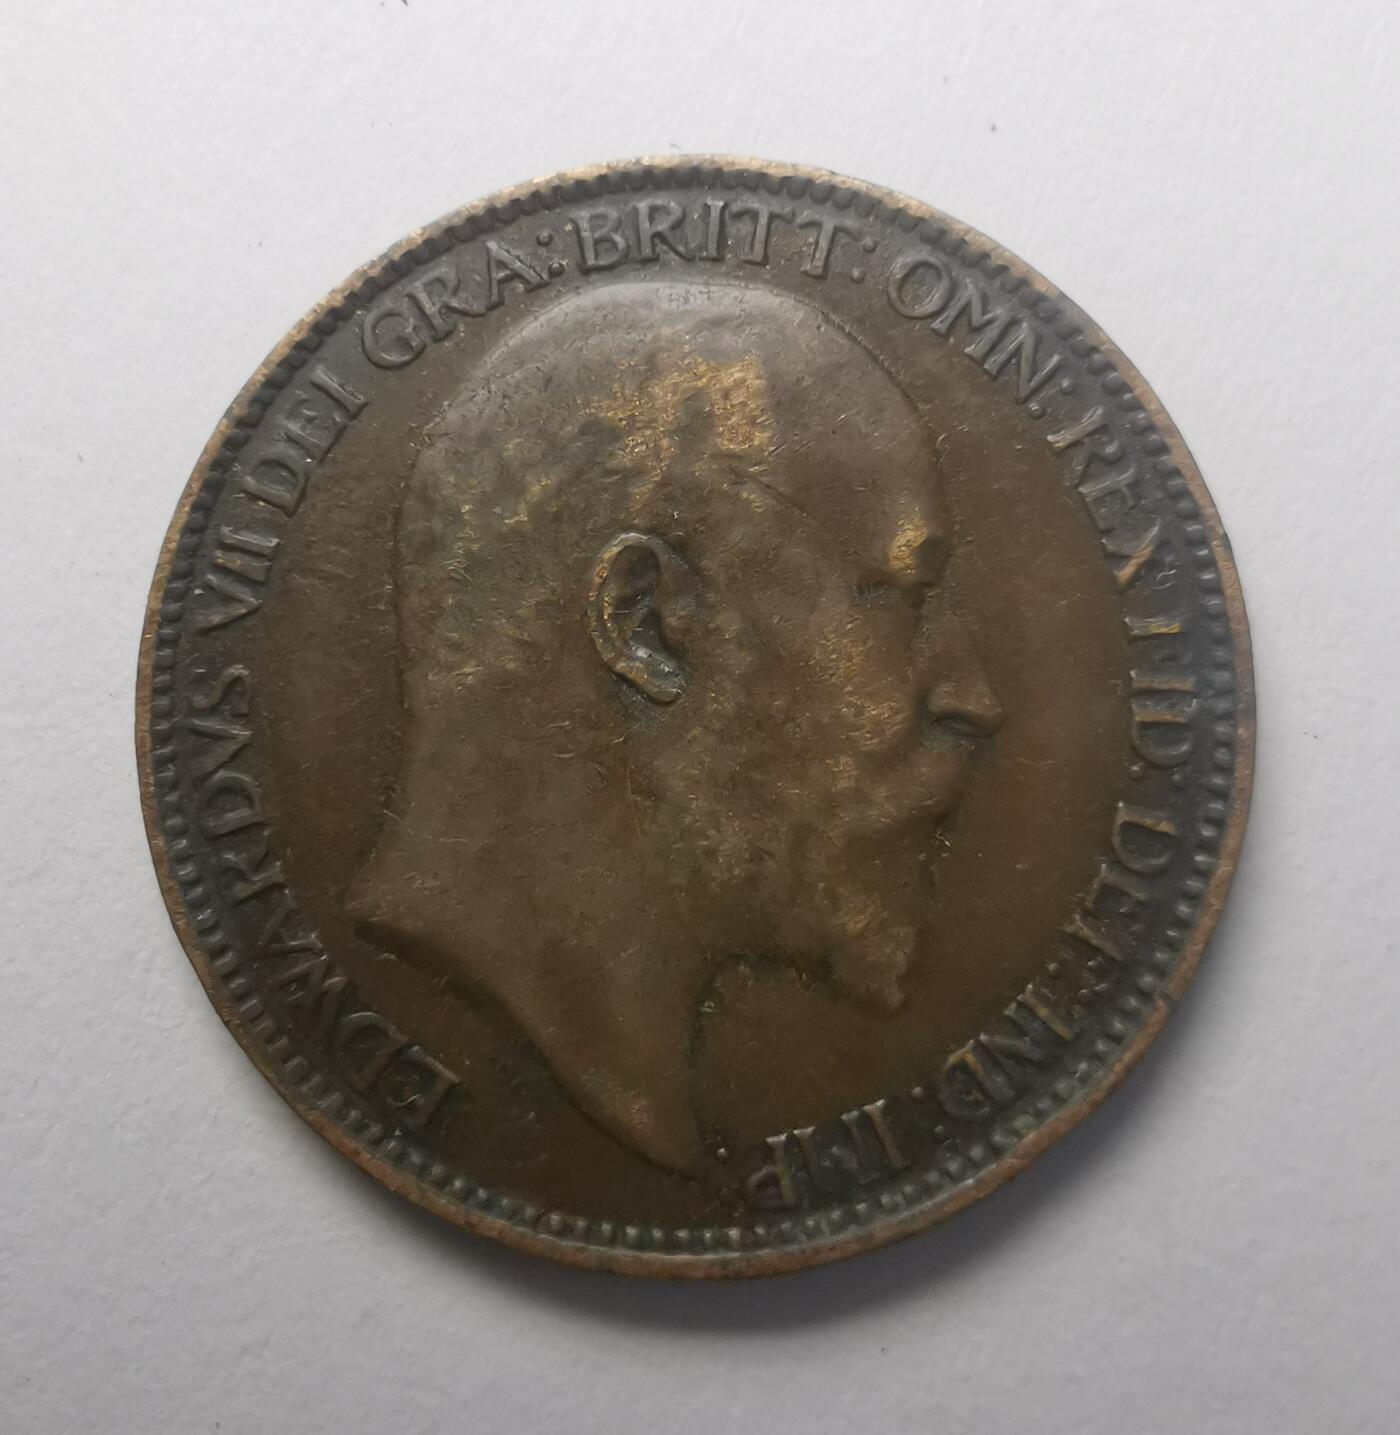 EDWARDVS VII DEI GRA: BRITT: OMN: REX FID: DEF: IND: IMP: